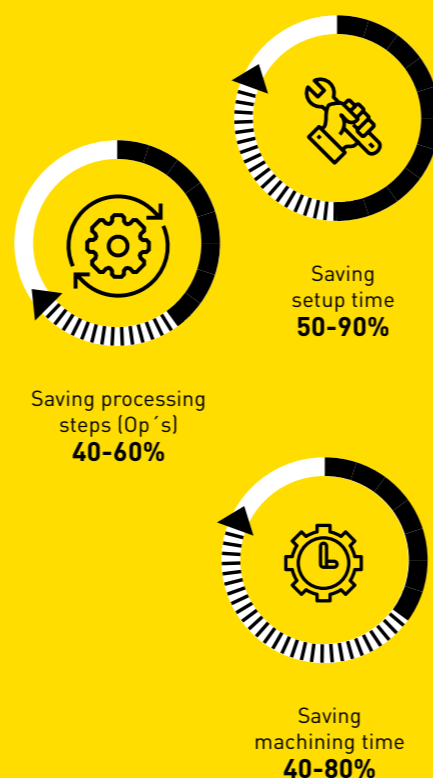 Saving
setup time
50-90%
Saving processing
steps (Op´s)
40-60%
Saving
machining time
40-80%